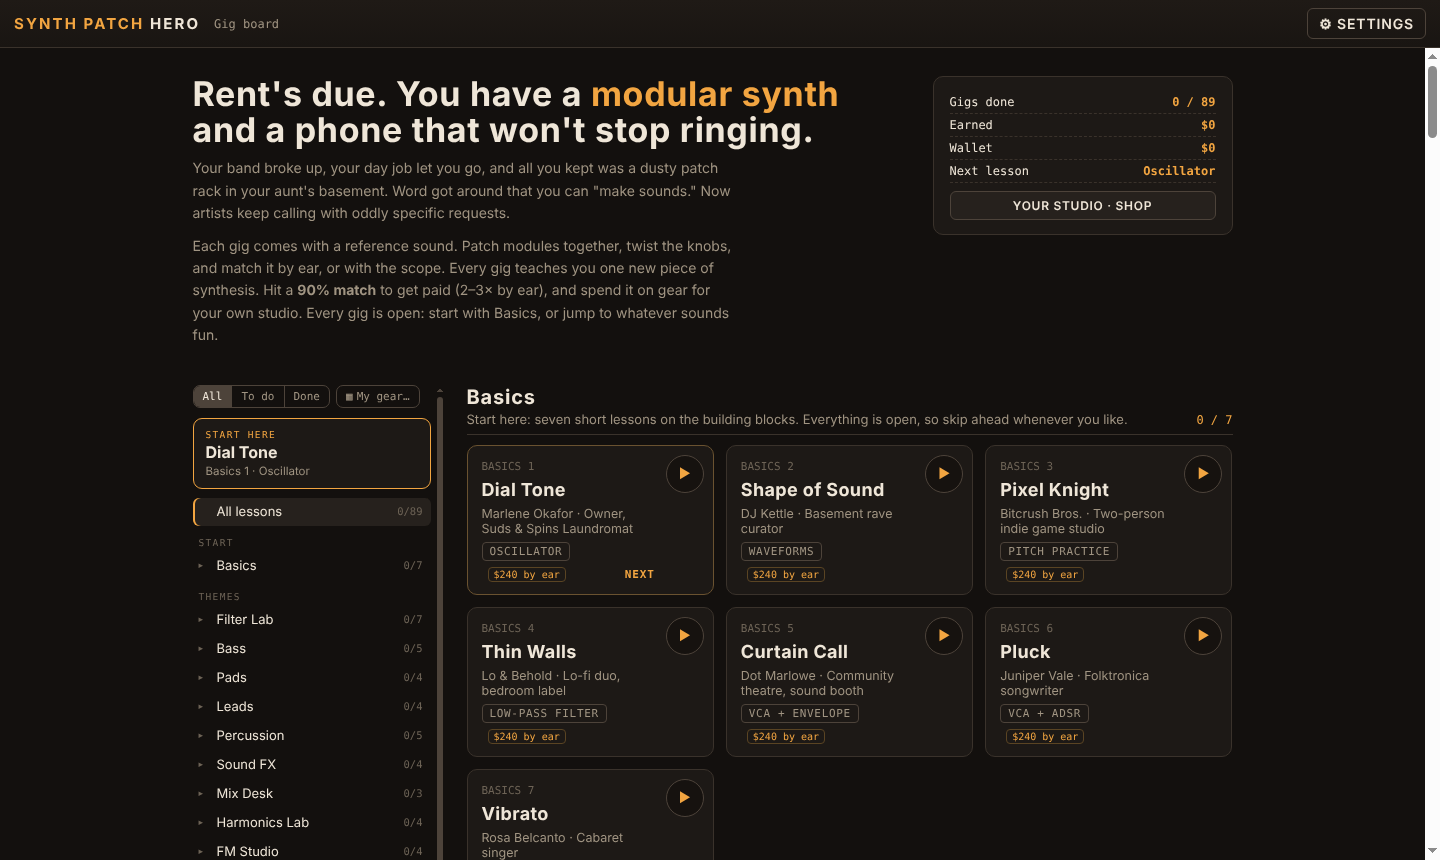 SYNTH PATCH HERO Gig board
⚙ SETTINGS
Rent's due. You have a modular synth
and a phone that won't stop ringing.
Your band broke up, your day job let you go, and all you kept was a dusty patch
rack in your aunt's basement. Word got around that you can "make sounds." Now
artists keep calling with oddly specific requests.
Each gig comes with a reference sound. Patch modules together, twist the knobs,
and match it by ear, or with the scope. Every gig teaches you one new piece of
synthesis. Hit a 90% match to get paid (2–3× by ear), and spend it on gear for
your own studio. Every gig is open: start with Basics, or jump to whatever sounds
fun.
Gigs done 0 / 89
Earned $0
Wallet $0
Next lesson Oscillator
YOUR STUDIO · SHOP
All To do Done ▦ My gear…
START HERE
Dial Tone
Basics 1 · Oscillator
All lessons 0/89
START
▸ Basics 0/7
THEMES
▸ Filter Lab 0/7
▸ Bass 0/5
▸ Pads 0/4
▸ Leads 0/4
▸ Percussion 0/5
▸ Sound FX 0/4
▸ Mix Desk 0/3
▸ Harmonics Lab 0/4
▸ FM Studio 0/4
Basics
Start here: seven short lessons on the building blocks. Everything is open, so skip ahead whenever you like. 0 / 7
BASICS 1
Dial Tone
Marlene Okafor · Owner,
Suds & Spins Laundromat
OSCILLATOR
$240 by ear NEXT
BASICS 2
Shape of Sound
DJ Kettle · Basement rave
curator
WAVEFORMS
$240 by ear
BASICS 3
Pixel Knight
Bitcrush Bros. · Two-person
indie game studio
PITCH PRACTICE
$240 by ear
BASICS 4
Thin Walls
Lo & Behold · Lo-fi duo,
bedroom label
LOW-PASS FILTER
$240 by ear
BASICS 5
Curtain Call
Dot Marlowe · Community
theatre, sound booth
VCA + ENVELOPE
$240 by ear
BASICS 6
Pluck
Juniper Vale · Folktronica
songwriter
VCA + ADSR
$240 by ear
BASICS 7
Vibrato
Rosa Belcanto · Cabaret
singer